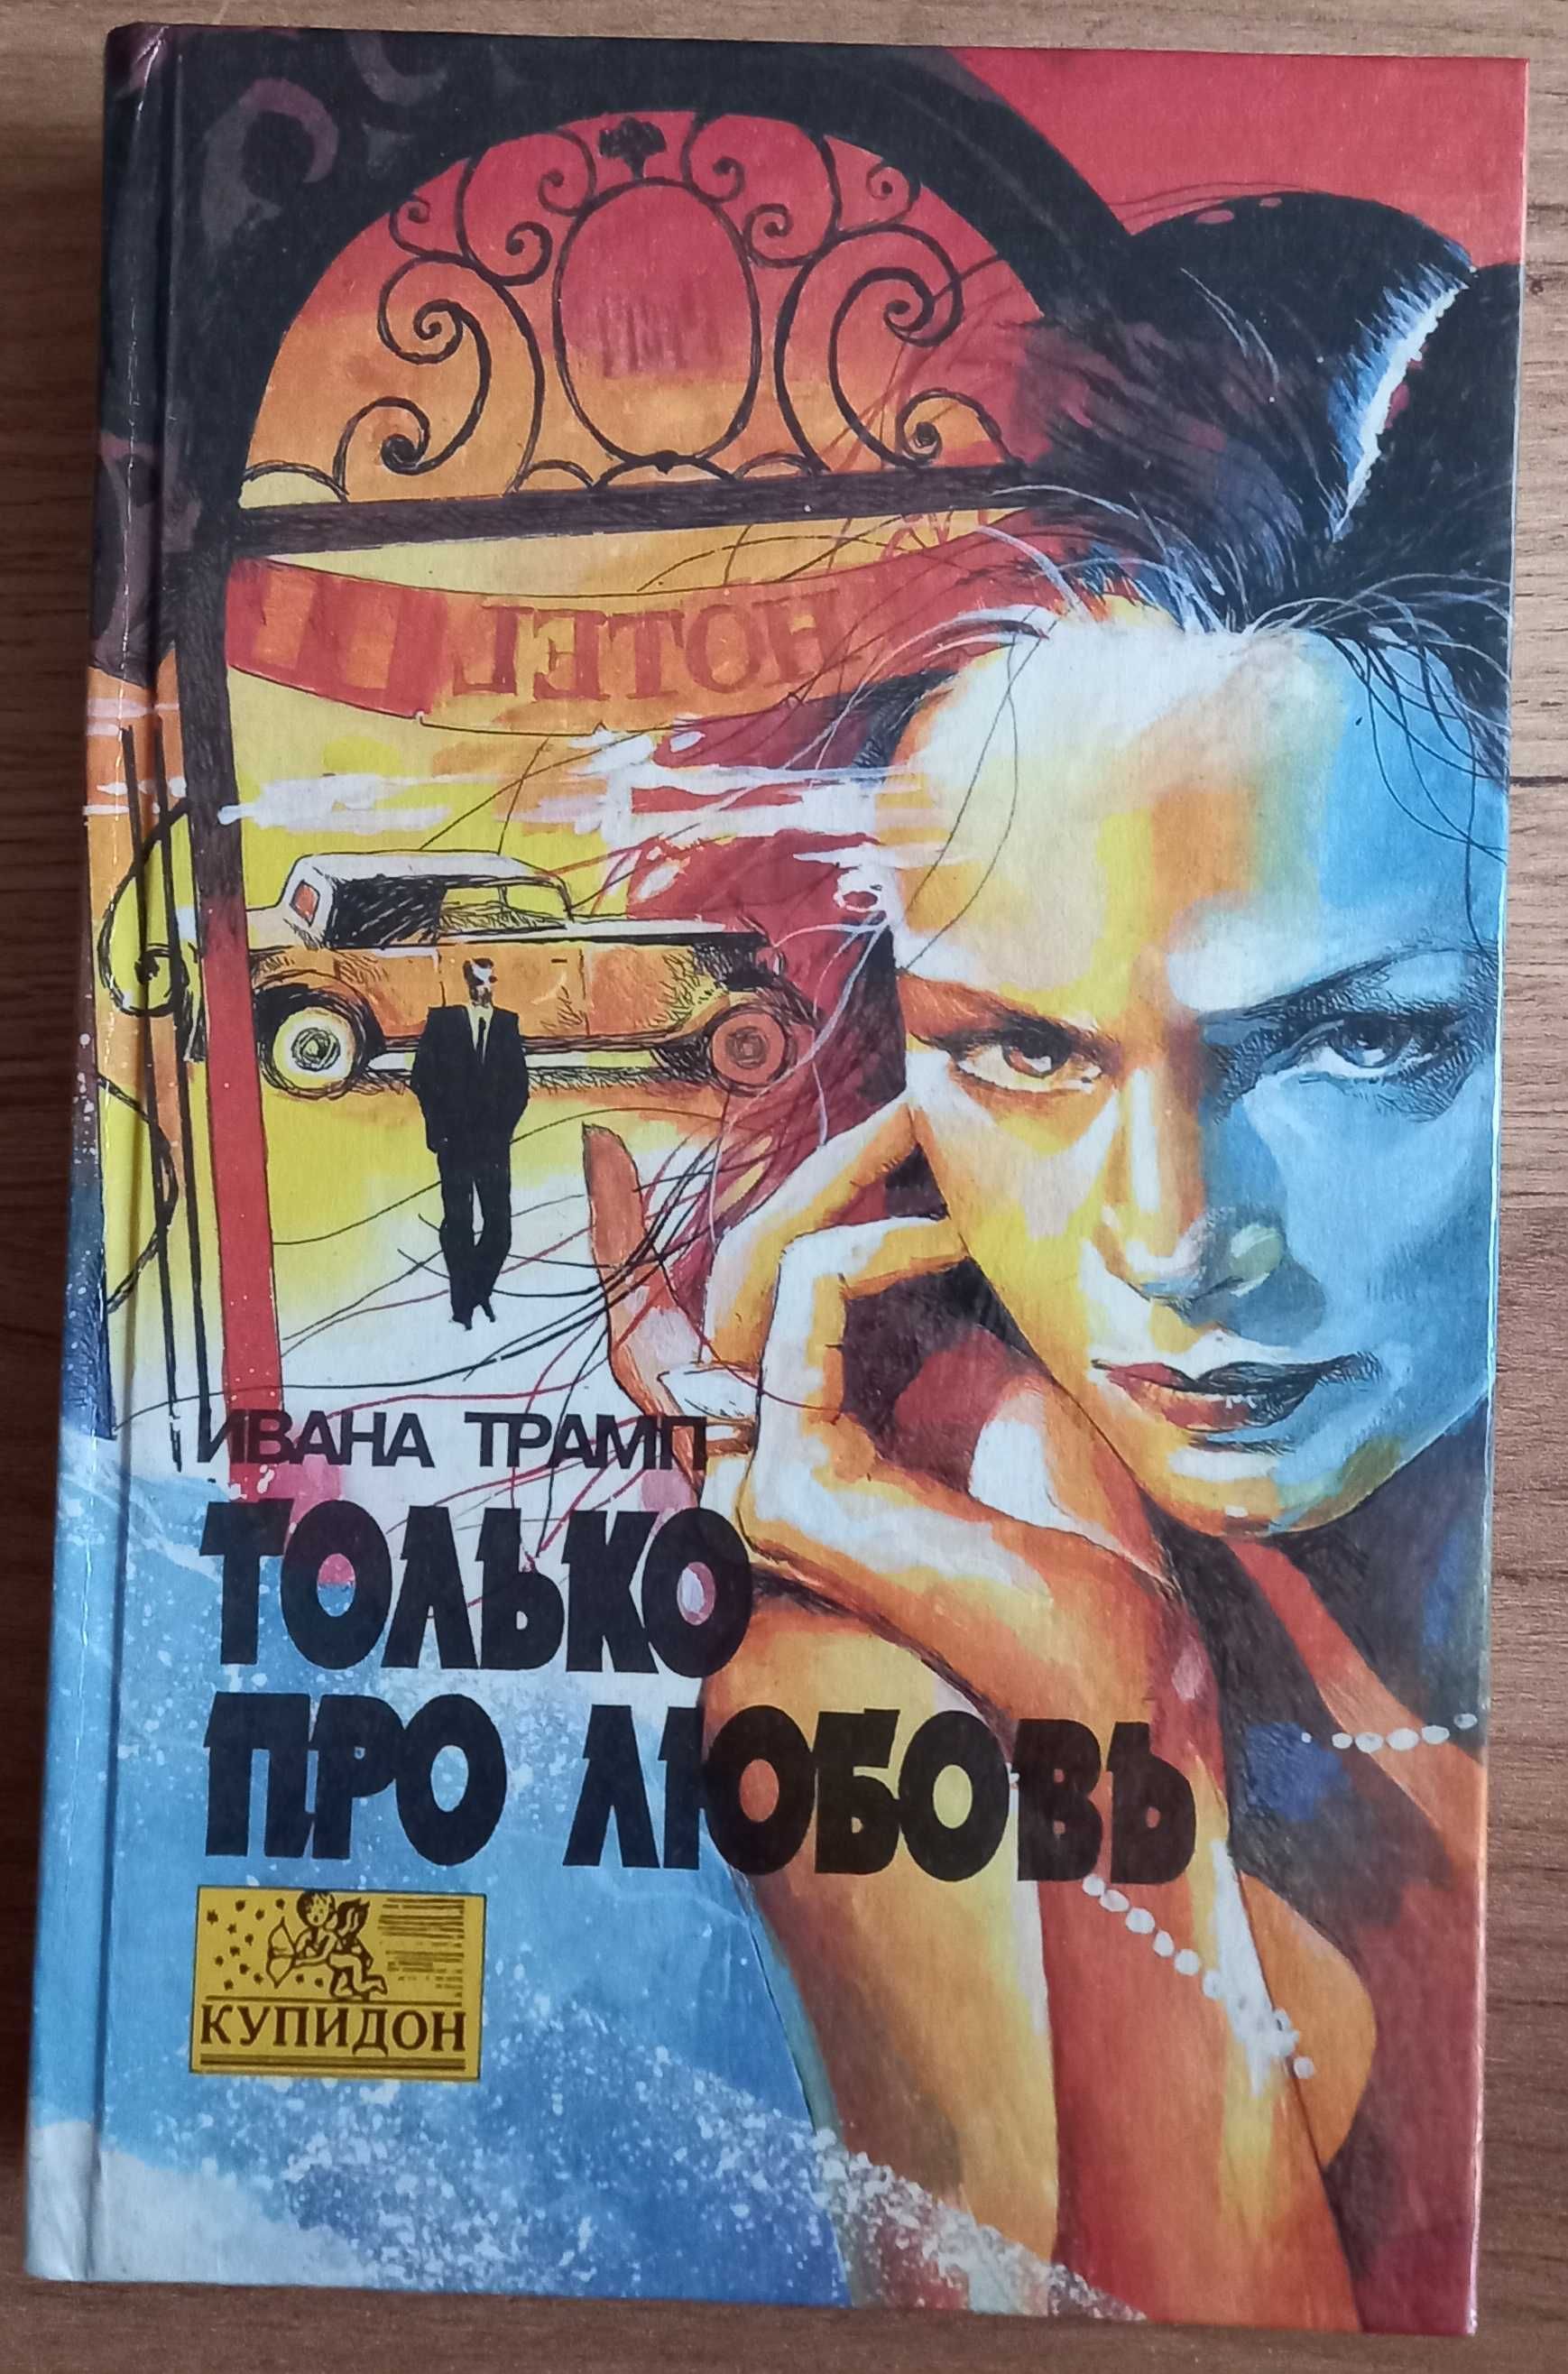 HOTEL
ИВАНА ТРАМП
ТОЛЬКО
ПРО ЛЮБОВЬ
КУПИДОН